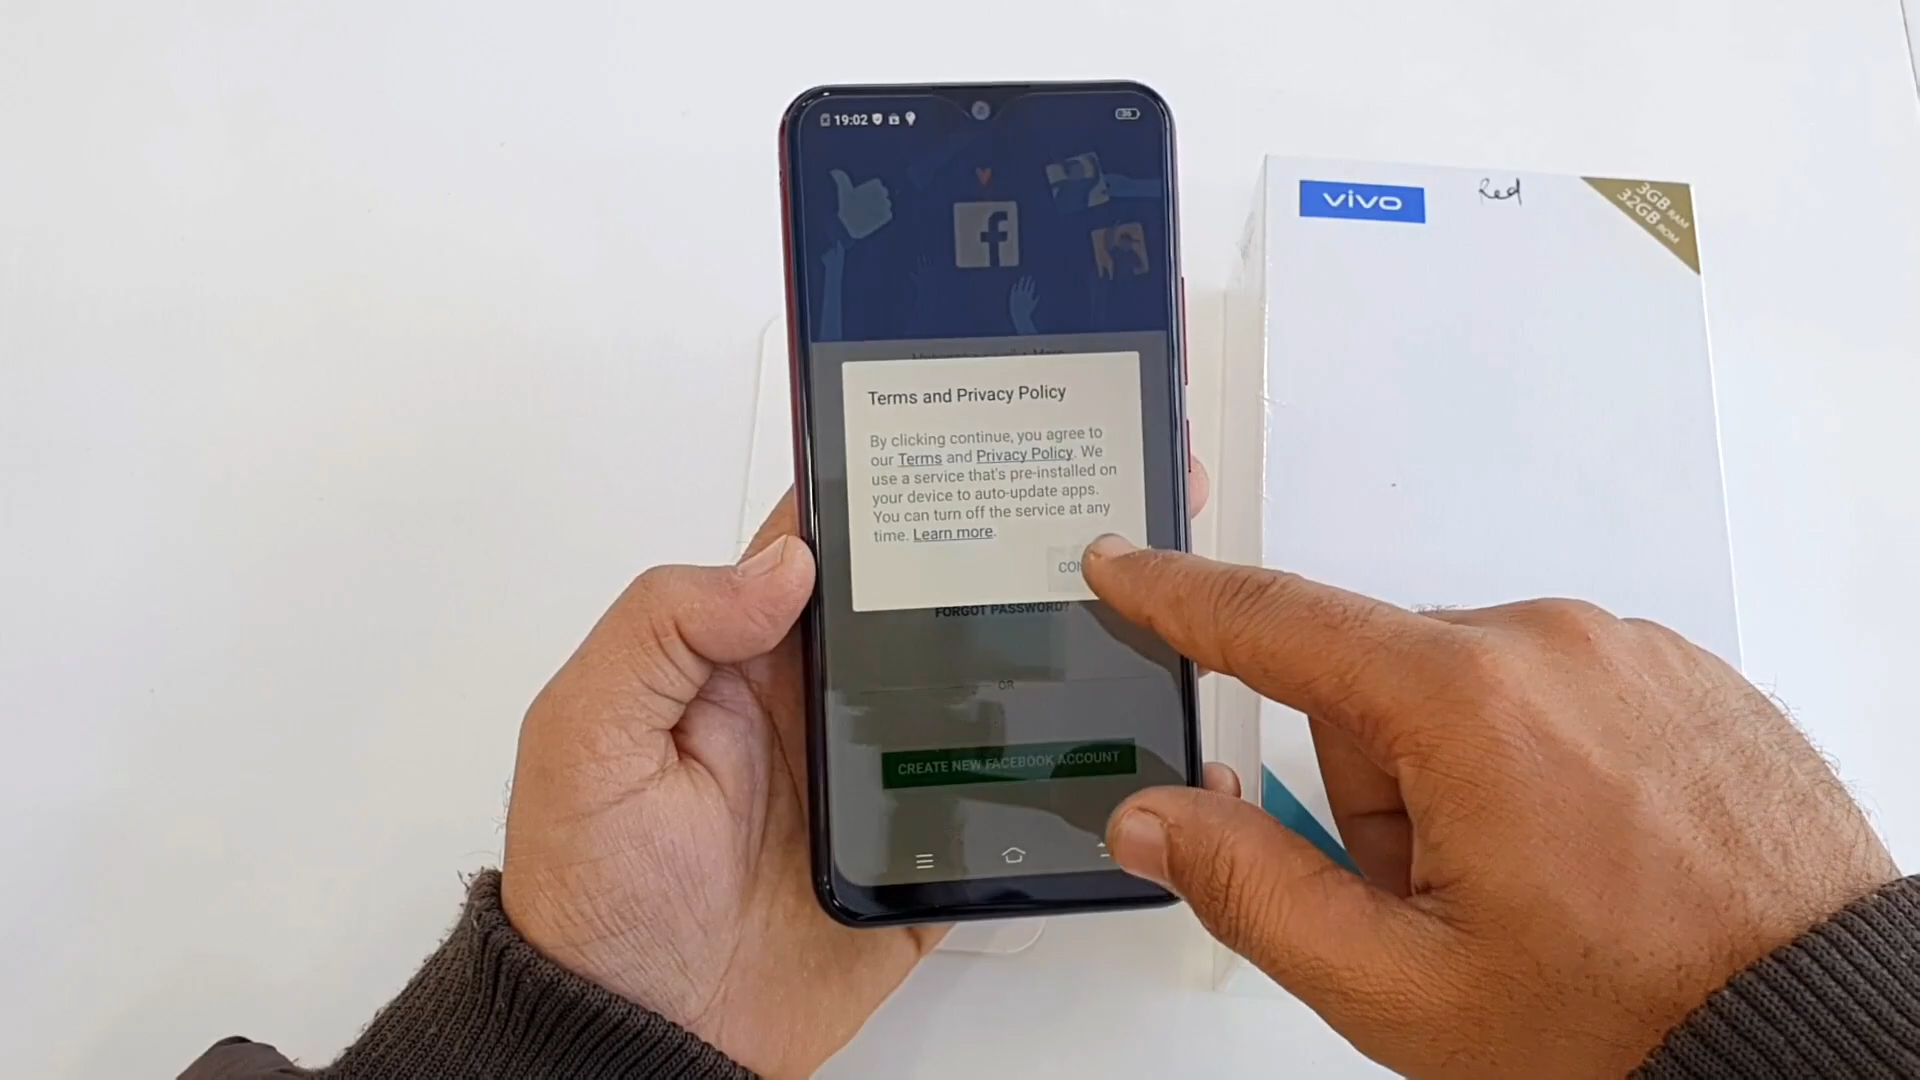 19:02
36
f
Terms and Privacy Policy
By clicking continue, you agree to
our Terms and Privacy Policy. We
use a service that's pre-installed on
your device to auto-update apps.
You can turn off the service at any
time. Learn more.
FORGOT PASSWORD?
OR
CREATE NEW FACEBOOK ACCOUNT
vivo
Red
3GB RAM
32GB ROM